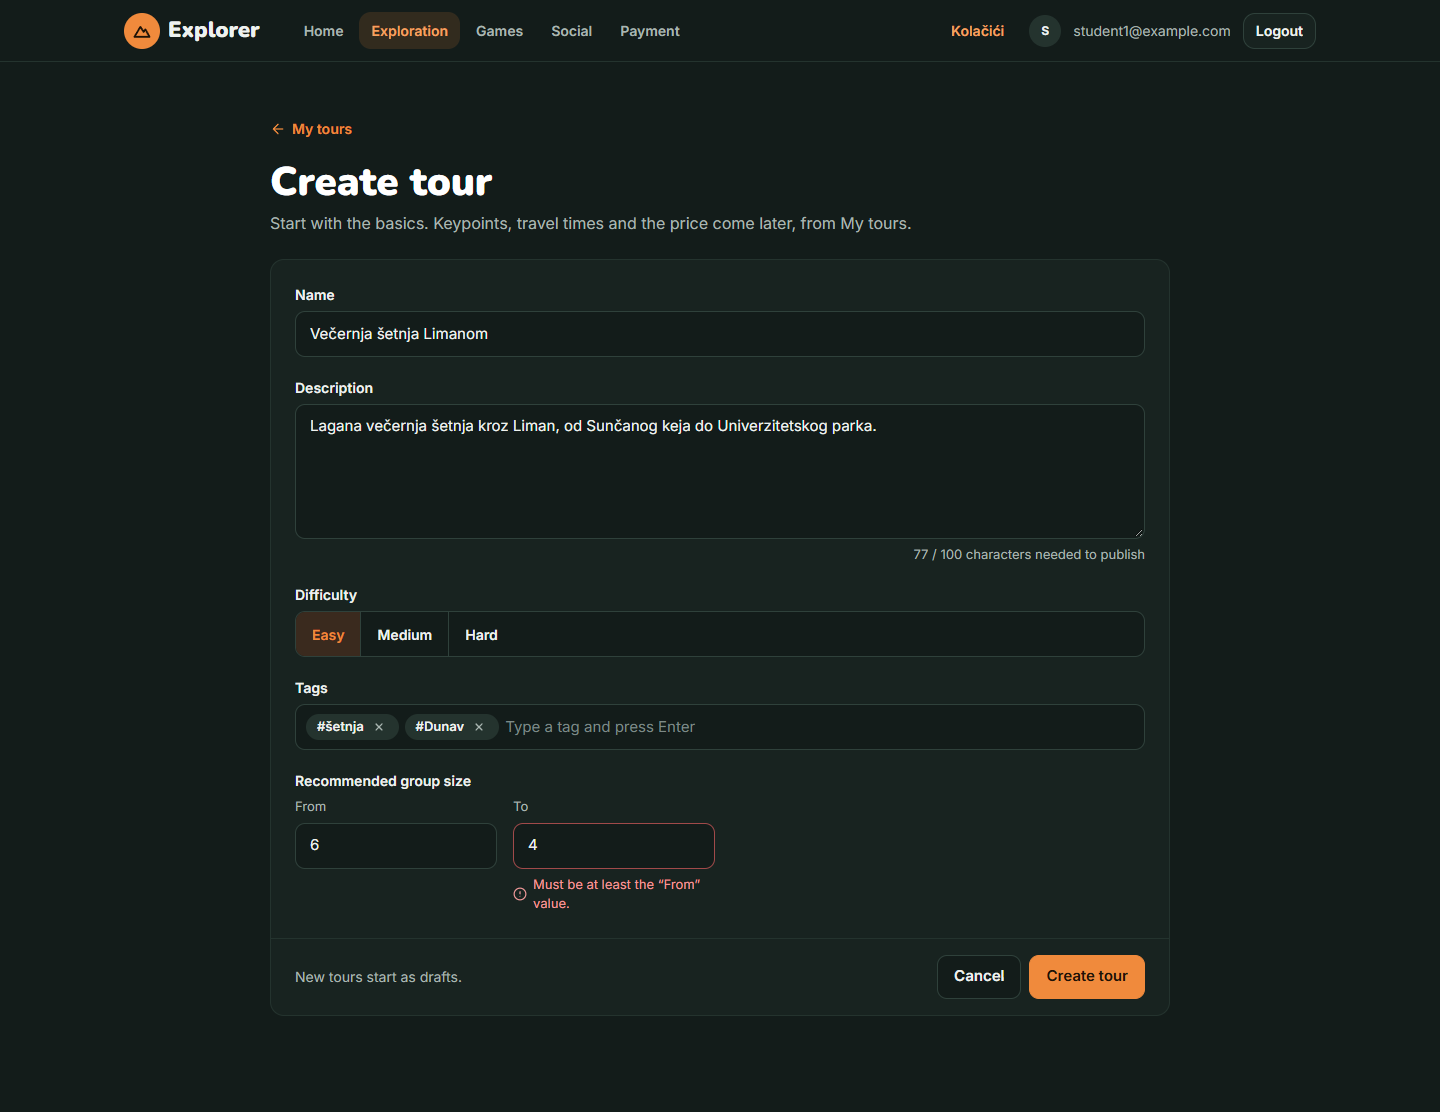 Explorer
Home
Exploration
Games
Social
Payment
Kolačići
S
student1@example.com
Logout
My tours
Create tour
Start with the basics. Keypoints, travel times and the price come later, from My tours.
Name
Večernja šetnja Limanom
Description
Lagana večernja šetnja kroz Liman, od Sunčanog keja do Univerzitetskog parka.
77 / 100 characters needed to publish
Difficulty
Easy
Medium
Hard
Tags
#šetnja
#Dunav
Type a tag and press Enter
Recommended group size
From
To
6
4
Must be at least the “From”
value.
New tours start as drafts.
Cancel
Create tour